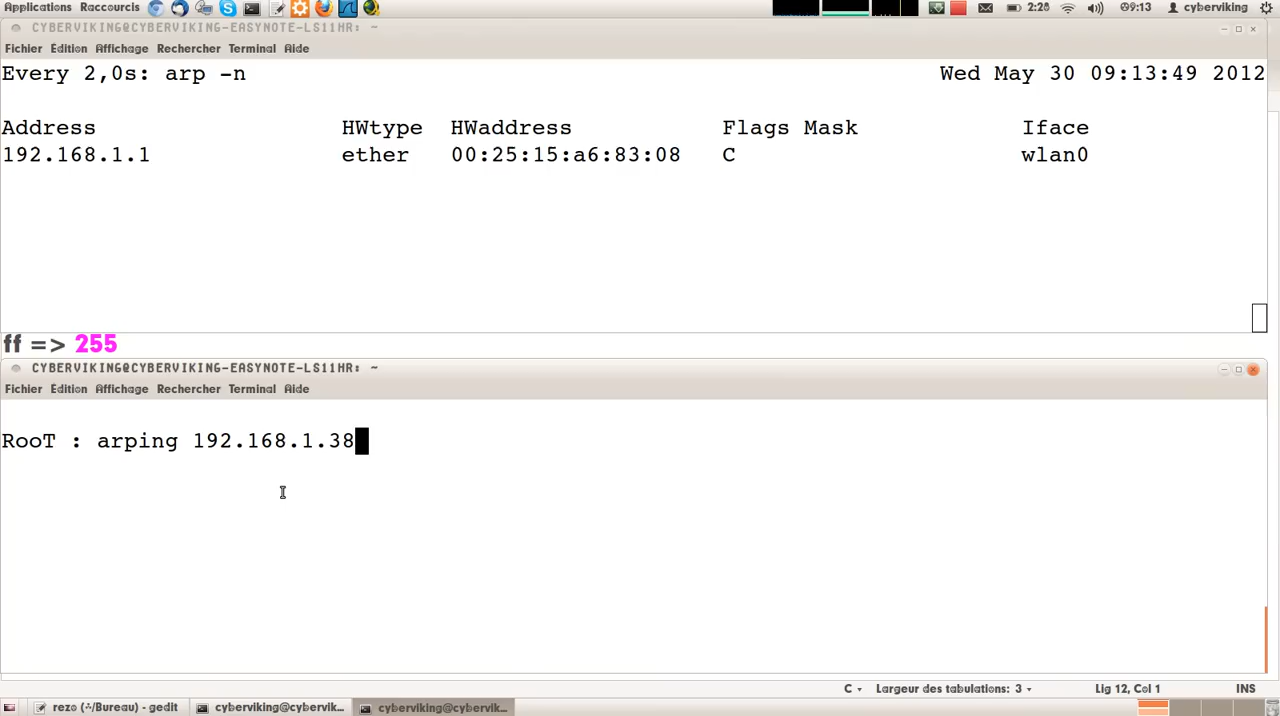 Applications Raccourcis 2:28 09:13 cyberviking
CYBERVIKING@CYBERVIKING-EASYNOTE-LS11HR: ~
Fichier Édition Affichage Rechercher Terminal Aide
Every 2,0s: arp -n Wed May 30 09:13:49 2012
Address HWtype HWaddress Flags Mask Iface
192.168.1.1 ether 00:25:15:a6:83:08 C wlan0
ff => 255
CYBERVIKING@CYBERVIKING-EASYNOTE-LS11HR: ~
Fichier Édition Affichage Rechercher Terminal Aide
RooT : arping 192.168.1.38
C Largeur des tabulations: 3 Lig 12, Col 1 INS
rezo (~/Bureau) - gedit cyberviking@cybervik... cyberviking@cybervik...